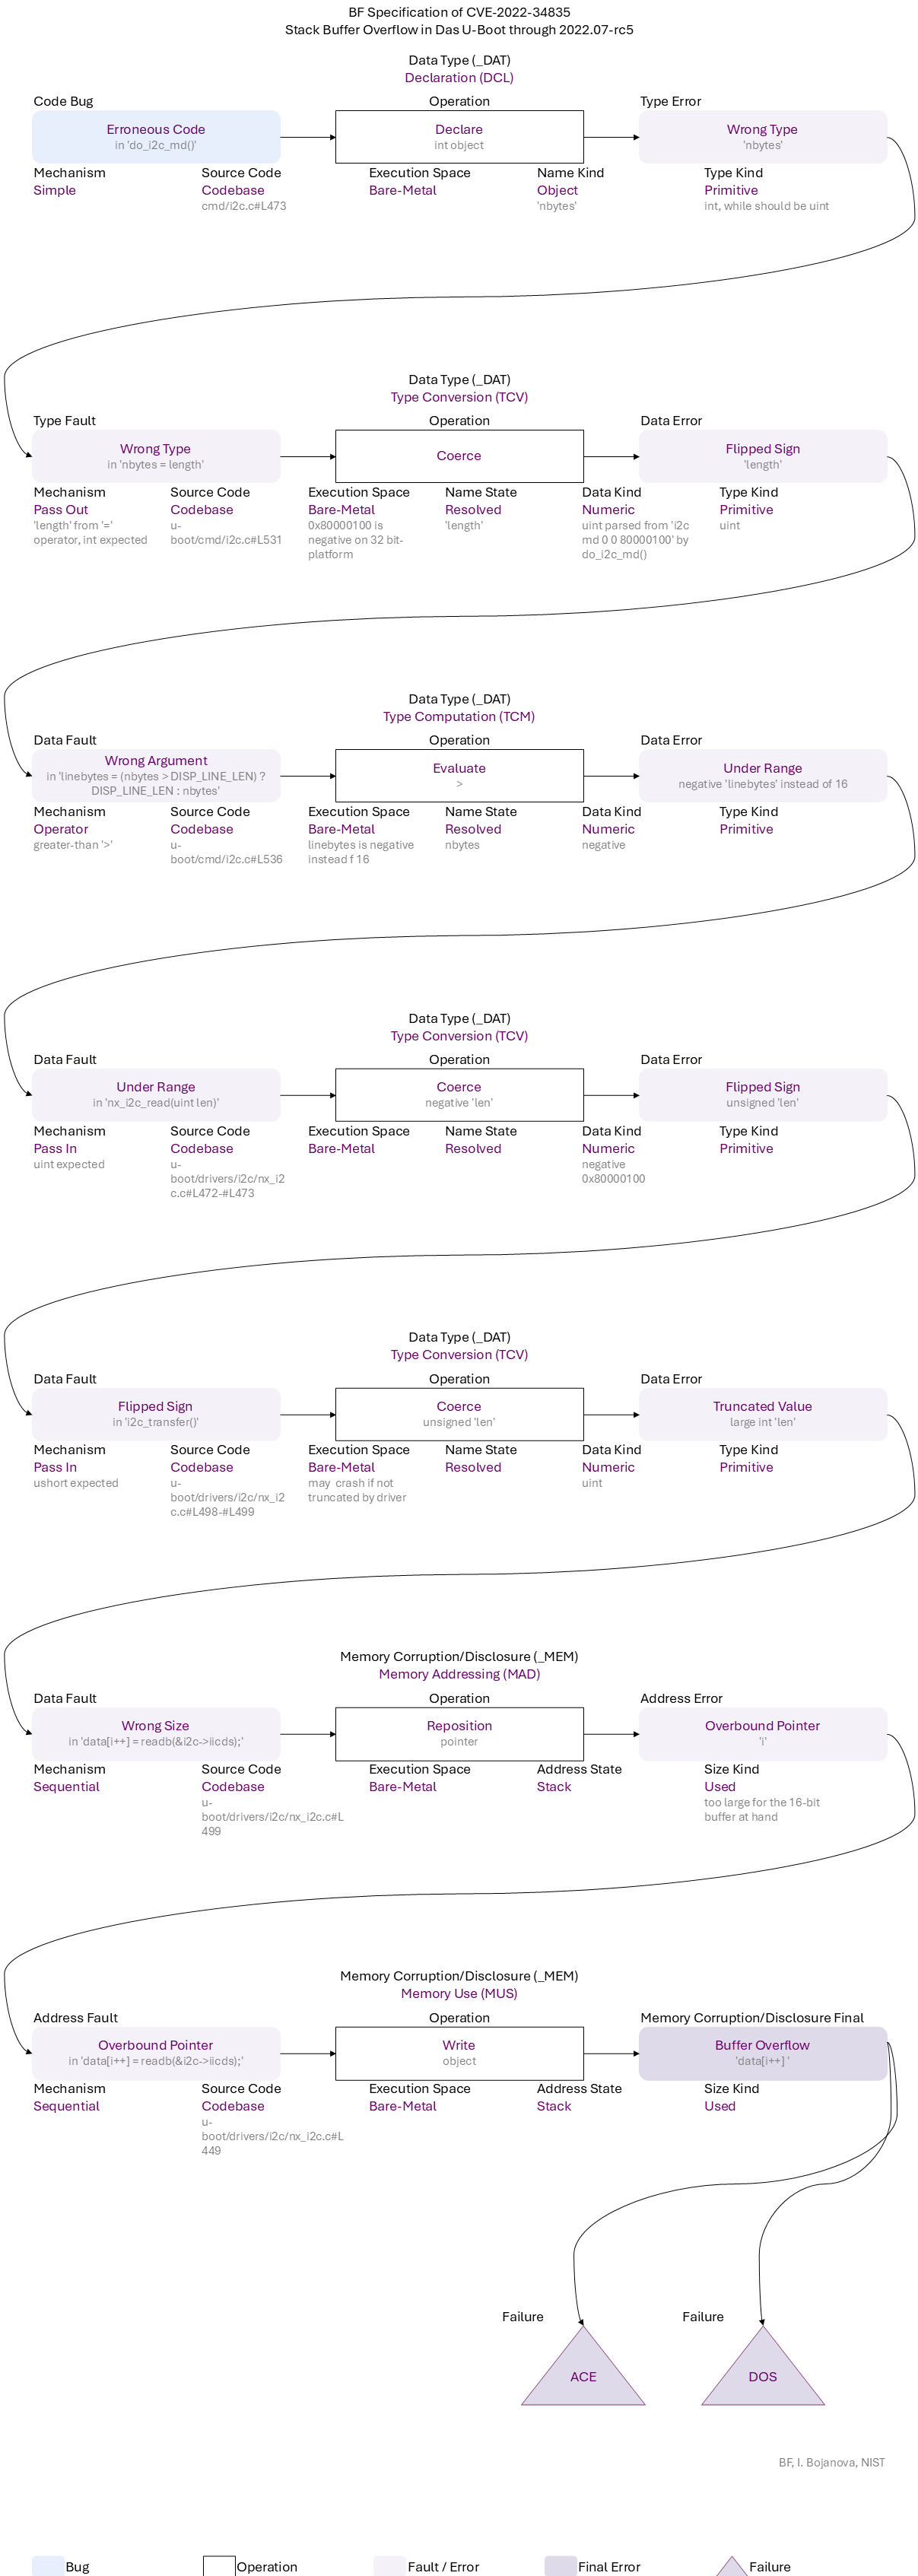 BF Specification of CVE-2022-34835
Stack Buffer Overflow in Das U-Boot through 2022.07-rc5
Data Type (_DAT)
Declaration (DCL)
Code Bug
Operation
Type Error
Erroneous Code
in 'do_i2c_md()'
Declare
int object
Wrong Type
'nbytes'
Mechanism
Simple
Source Code
Codebase
cmd/i2c.c#L473
Execution Space
Bare-Metal
Name Kind
Object
'nbytes'
Type Kind
Primitive
int, while should be uint
Data Type (_DAT)
Type Conversion (TCV)
Type Fault
Operation
Data Error
Wrong Type
in 'nbytes = length'
Coerce
Flipped Sign
'length'
Mechanism
Pass Out
'length' from '='
operator, int expected
Source Code
Codebase
u-
boot/cmd/i2c.c#L531
Execution Space
Bare-Metal
0x80000100 is
negative on 32 bit-
platform
Name State
Resolved
'length'
Data Kind
Numeric
uint parsed from 'i2c
md 0 0 80000100' by
do_i2c_md()
Type Kind
Primitive
uint
Data Type (_DAT)
Type Computation (TCM)
Data Fault
Operation
Data Error
Wrong Argument
in 'linebytes = (nbytes > DISP_LINE_LEN) ?
DISP_LINE_LEN : nbytes'
Evaluate
>
Under Range
negative 'linebytes' instead of 16
Mechanism
Operator
greater-than '>'
Source Code
Codebase
u-
boot/cmd/i2c.c#L536
Execution Space
Bare-Metal
linebytes is negative
instead f 16
Name State
Resolved
nbytes
Data Kind
Numeric
negative
Type Kind
Primitive
Data Type (_DAT)
Type Conversion (TCV)
Data Fault
Operation
Data Error
Under Range
in 'nx_i2c_read(uint len)'
Coerce
negative 'len'
Flipped Sign
unsigned 'len'
Mechanism
Pass In
uint expected
Source Code
Codebase
u-
boot/drivers/i2c/nx_i2
c.c#L472-#L473
Execution Space
Bare-Metal
Name State
Resolved
Data Kind
Numeric
negative
0x80000100
Type Kind
Primitive
Data Type (_DAT)
Type Conversion (TCV)
Data Fault
Operation
Data Error
Flipped Sign
in 'i2c_transfer()'
Coerce
unsigned 'len'
Truncated Value
large int 'len'
Mechanism
Pass In
ushort expected
Source Code
Codebase
u-
boot/drivers/i2c/nx_i2
c.c#L498-#L499
Execution Space
Bare-Metal
may crash if not
truncated by driver
Name State
Resolved
Data Kind
Numeric
uint
Type Kind
Primitive
Memory Corruption/Disclosure (_MEM)
Memory Addressing (MAD)
Data Fault
Operation
Address Error
Wrong Size
in 'data[i++] = readb(&i2c->iicds);'
Reposition
pointer
Overbound Pointer
'i'
Mechanism
Sequential
Source Code
Codebase
u-
boot/drivers/i2c/nx_i2c.c#L
499
Execution Space
Bare-Metal
Address State
Stack
Size Kind
Used
too large for the 16-bit
buffer at hand
Memory Corruption/Disclosure (_MEM)
Memory Use (MUS)
Address Fault
Operation
Memory Corruption/Disclosure Final
Overbound Pointer
in 'data[i++] = readb(&i2c->iicds);'
Write
object
Buffer Overflow
'data[i++] '
Mechanism
Sequential
Source Code
Codebase
u-
boot/drivers/i2c/nx_i2c.c#L
449
Execution Space
Bare-Metal
Address State
Stack
Size Kind
Used
Failure
Failure
ACE
DOS
BF, I. Bojanova, NIST
Bug
Operation
Fault / Error
Final Error
Failure